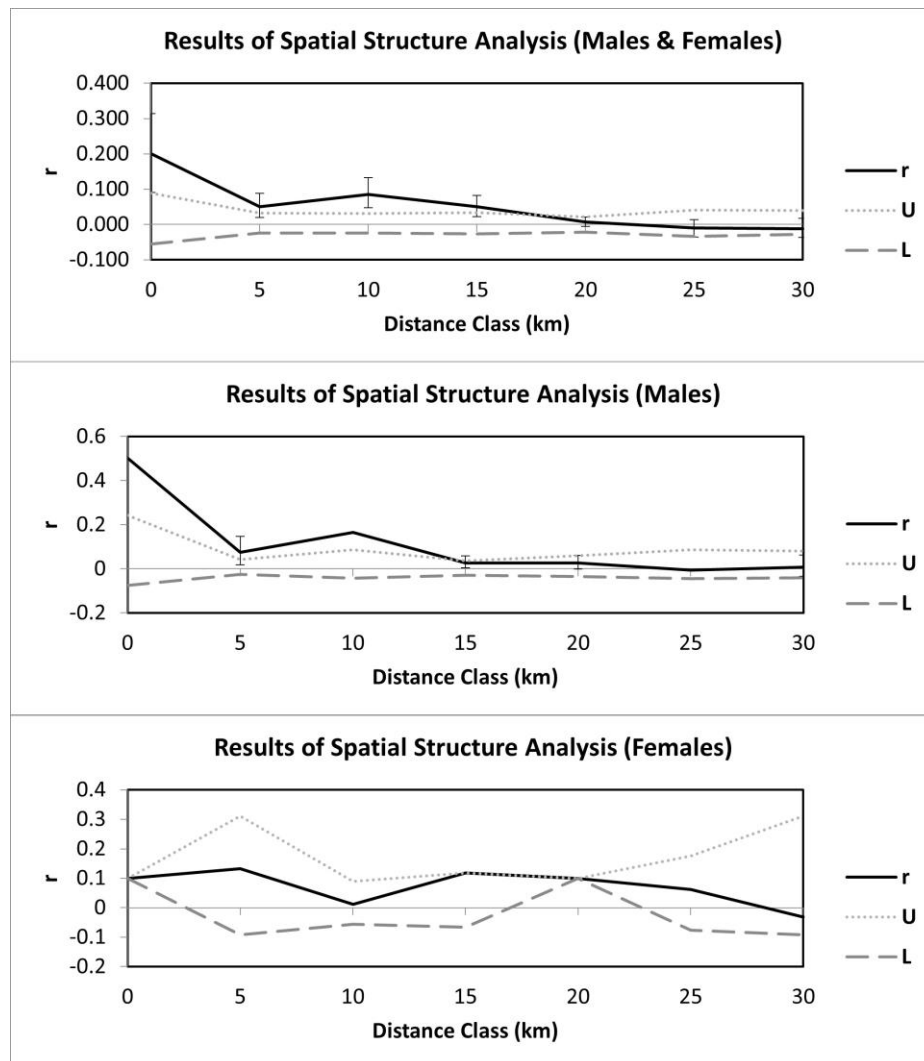 Results of Spatial Structure Analysis (Males & Females)
0.400
0.300
0.200
0.100
0.000
-0.100
r
0 5 10 15 20 25 30
Distance Class (km)
r
U
L
Results of Spatial Structure Analysis (Males)
0.6
0.4
0.2
0
-0.2
r
0 5 10 15 20 25 30
Distance Class (km)
r
U
L
Results of Spatial Structure Analysis (Females)
0.4
0.3
0.2
0.1
0
-0.1
-0.2
r
0 5 10 15 20 25 30
Distance Class (km)
r
U
L